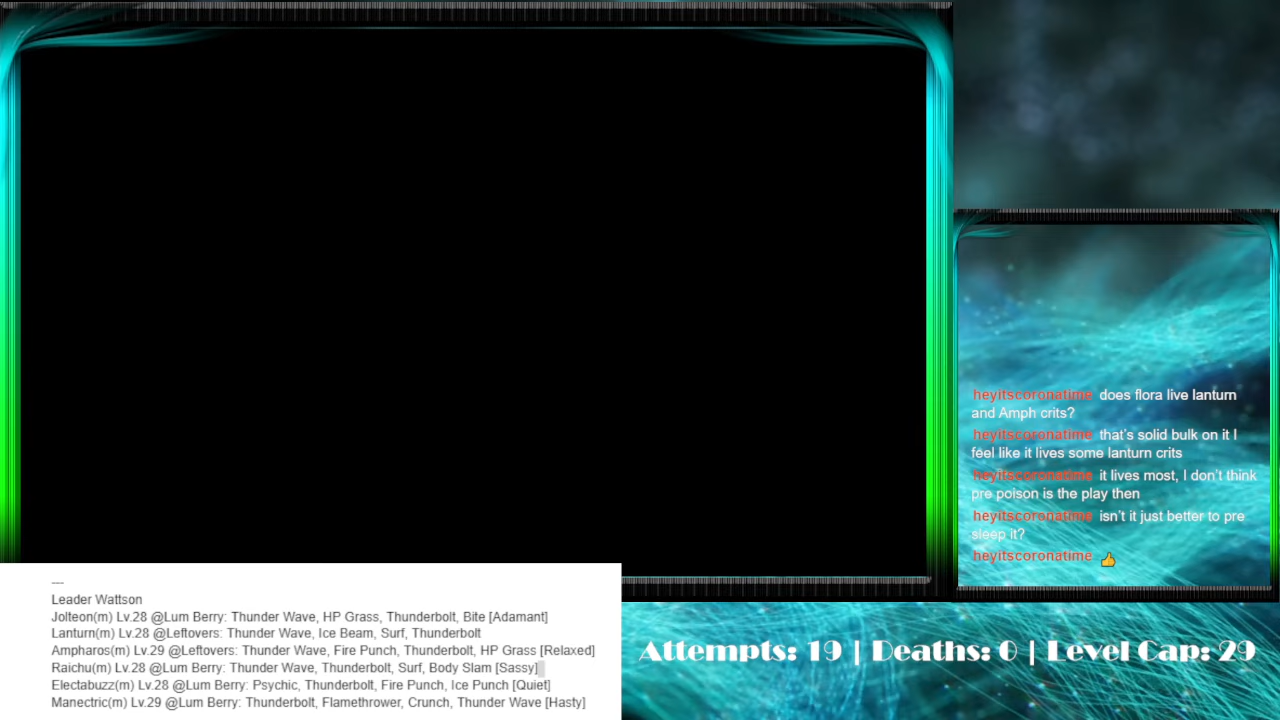 heyitscoronatime does flora live lanturn
and Amph crits?
heyitscoronatime that's solid bulk on it I
feel like it lives some lanturn crits
heyitscoronatime it lives most, I don't think
pre poison is the play then
heyitscoronatime isn't it just better to pre
sleep it?
heyitscoronatime 👍
---
Leader Wattson
Jolteon(m) Lv.28 @Lum Berry: Thunder Wave, HP Grass, Thunderbolt, Bite [Adamant]
Lanturn(m) Lv.28 @Leftovers: Thunder Wave, Ice Beam, Surf, Thunderbolt
Ampharos(m) Lv.29 @Leftovers: Thunder Wave, Fire Punch, Thunderbolt, HP Grass [Relaxed]
Raichu(m) Lv.28 @Lum Berry: Thunder Wave, Thunderbolt, Surf, Body Slam [Sassy]
Electabuzz(m) Lv.28 @Lum Berry: Psychic, Thunderbolt, Fire Punch, Ice Punch [Quiet]
Manectric(m) Lv.29 @Lum Berry: Thunderbolt, Flamethrower, Crunch, Thunder Wave [Hasty]
Attempts: 19 | Deaths: 0 | Level Cap: 29